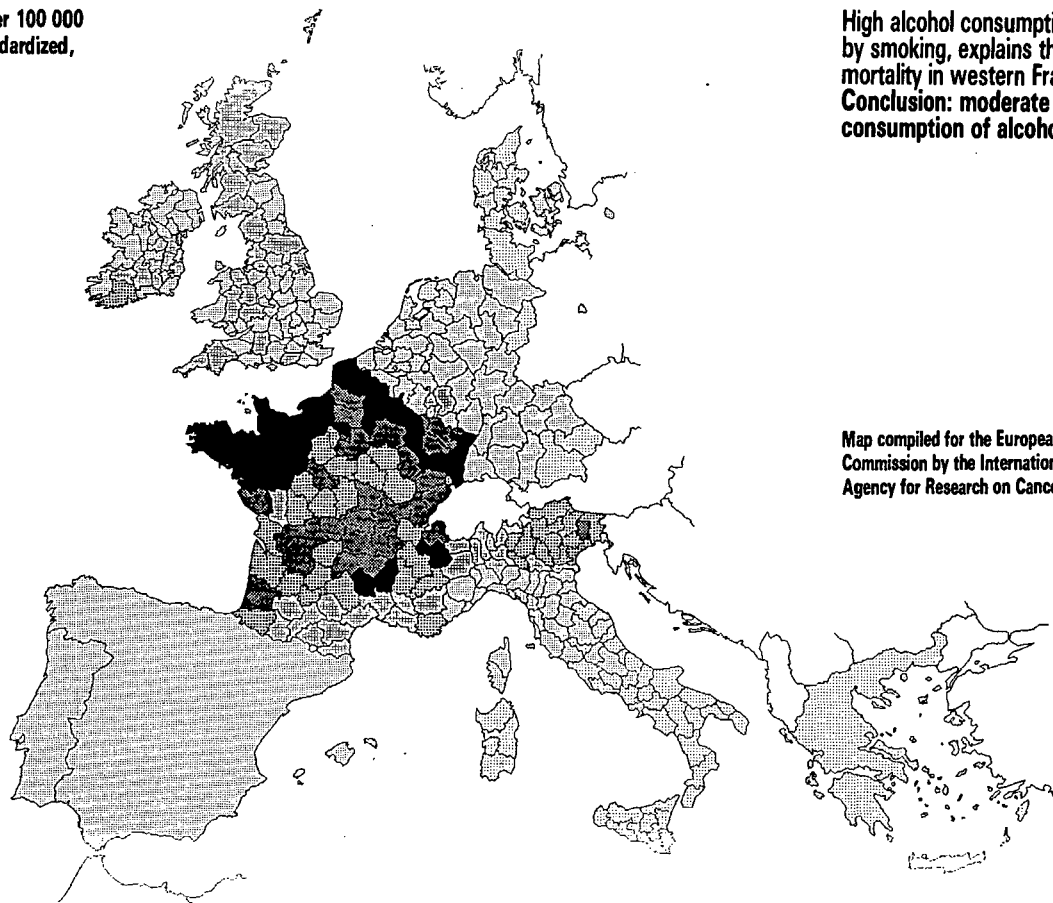 er 100 000
dardized,
High alcohol consumpti
by smoking, explains th
mortality in western Fra
Conclusion: moderate
consumption of alcoho
Map compiled for the Europea
Commission by the Internation
Agency for Research on Cance